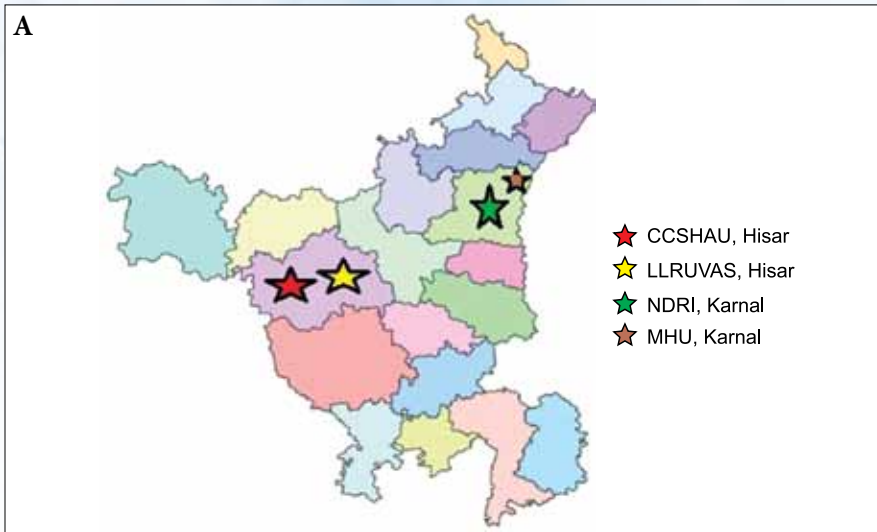 A
CCSHAU, Hisar
LLRUVAS, Hisar
NDRI, Karnal
MHU, Karnal